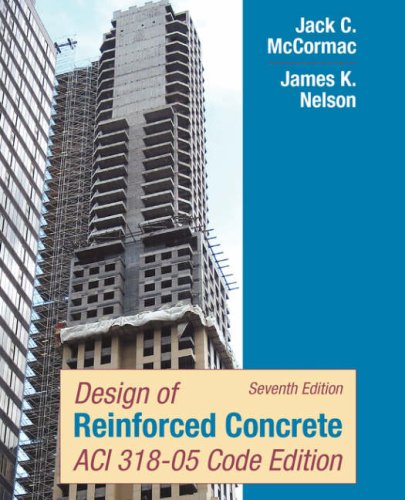 Jack C.
McCormac
James K.
Nelson
Design of
Seventh Edition
Reinforced Concrete
ACI 318-05 Code Edition